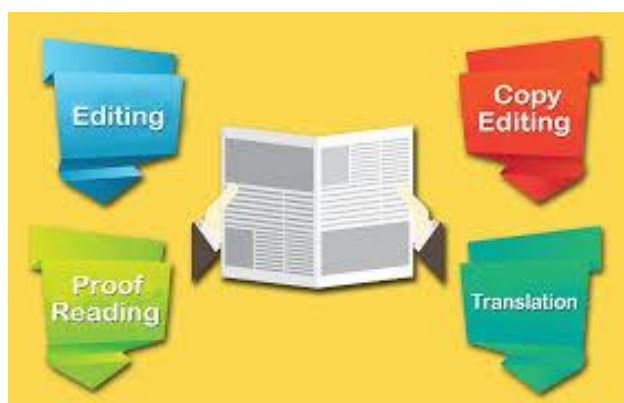 Editing
Copy
Editing
Proof
Reading
Translation